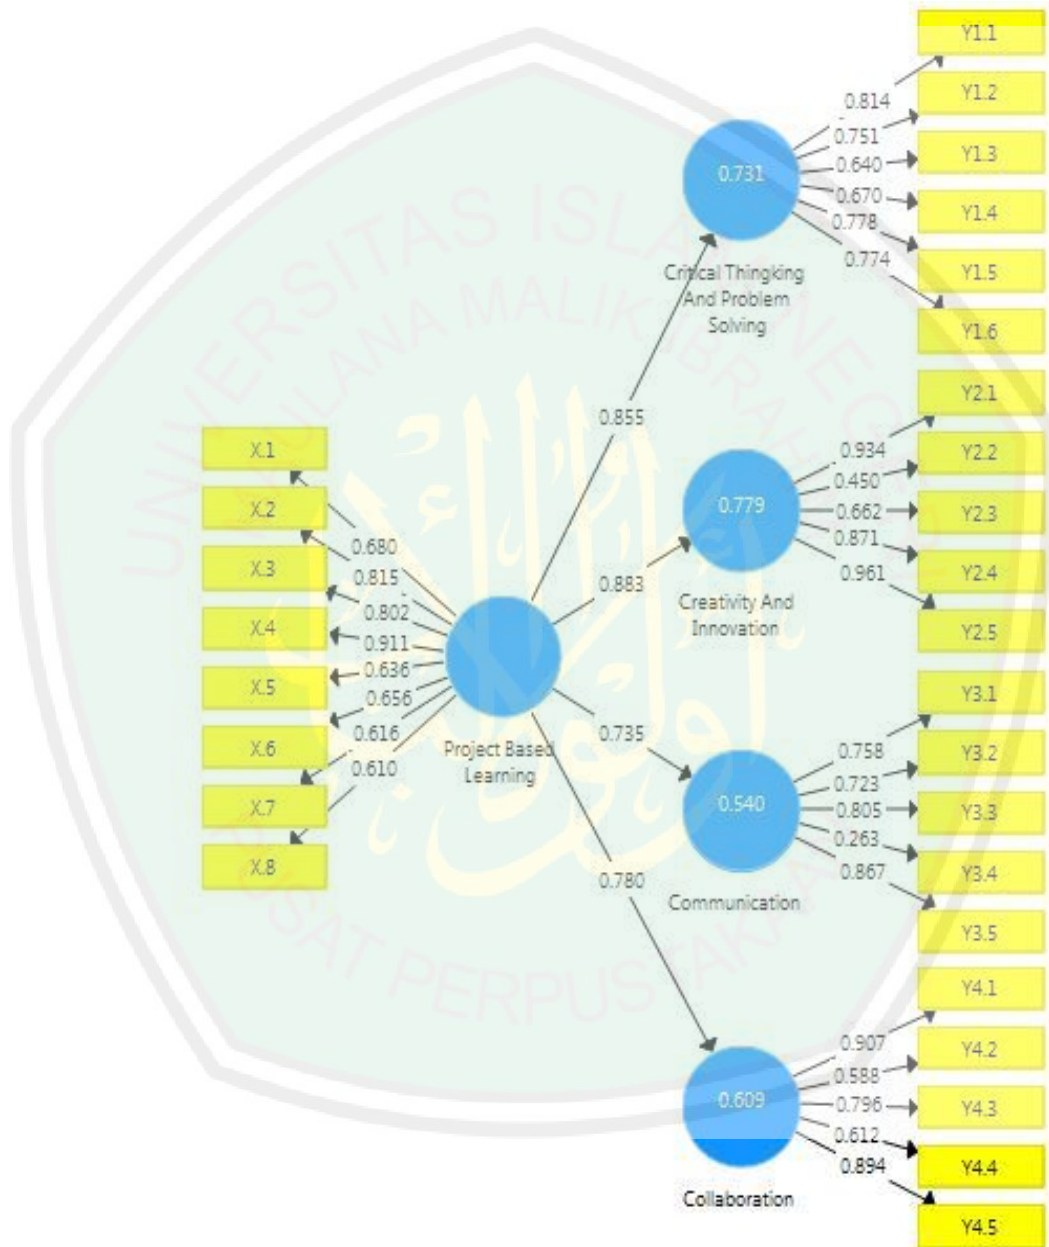 Y1.1
Y1.2
Y1.3
Y1.4
Y1.5
Y1.6
0.814
0.751
0.640
0.670
0.778
0.774
0.731
Critical Thingking
And Problem
Solving
0.855
Y2.1
Y2.2
Y2.3
Y2.4
Y2.5
0.934
0.450
0.662
0.871
0.961
0.779
Creativity And
Innovation
0.883
X.1
X.2
X.3
X.4
X.5
X.6
X.7
X.8
0.680
0.815
0.802
0.911
0.636
0.656
0.616
0.610
Project Based
Learning
0.735
Y3.1
Y3.2
Y3.3
Y3.4
Y3.5
0.758
0.723
0.805
0.263
0.867
0.540
Communication
0.780
Y4.1
Y4.2
Y4.3
Y4.4
Y4.5
0.907
0.588
0.796
0.612
0.894
0.609
Collaboration
UNIVERSITAS ISLAM NEGERI
MAULANA MALIK IBRAHIM
PUSAT PERPUSTAKAAN